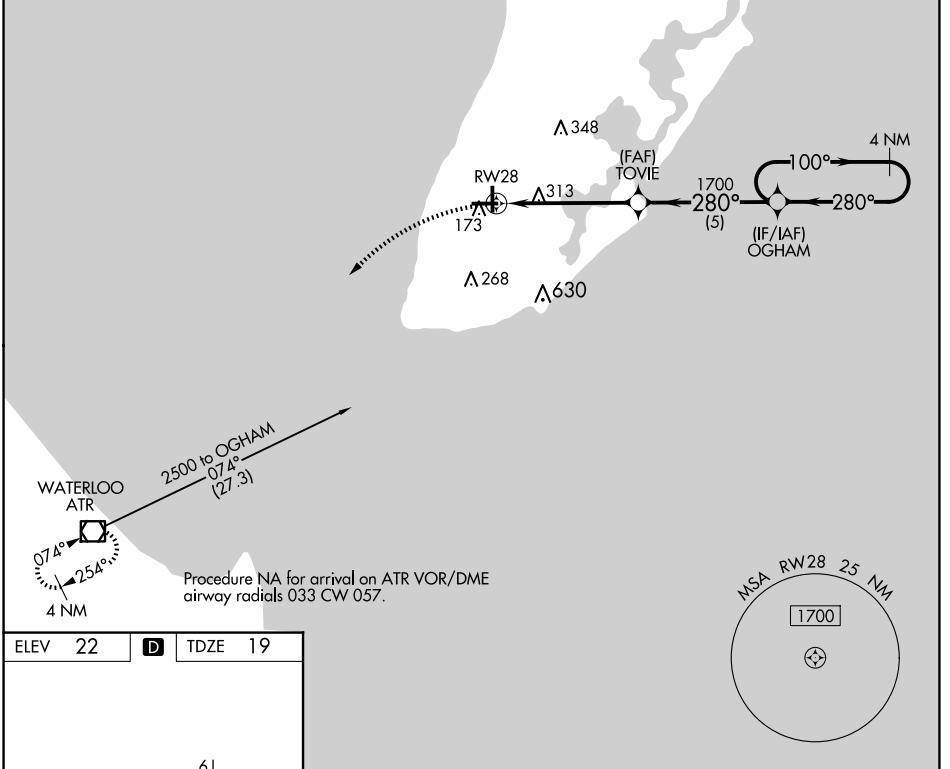 348
4 NM
(FAF)
TOVIE
100°
RW28
313
1700
280°
(5)
280°
173
(IF/IAF)
OGHAM
268
630
2500 to OGHAM
074°
(27.3)
WATERLOO
ATR
074°
254°
4 NM
Procedure NA for arrival on ATR VOR/DME
airway radials 033 CW 057.
MSA RW28 25 NM
1700
ELEV 22 D TDZE 19